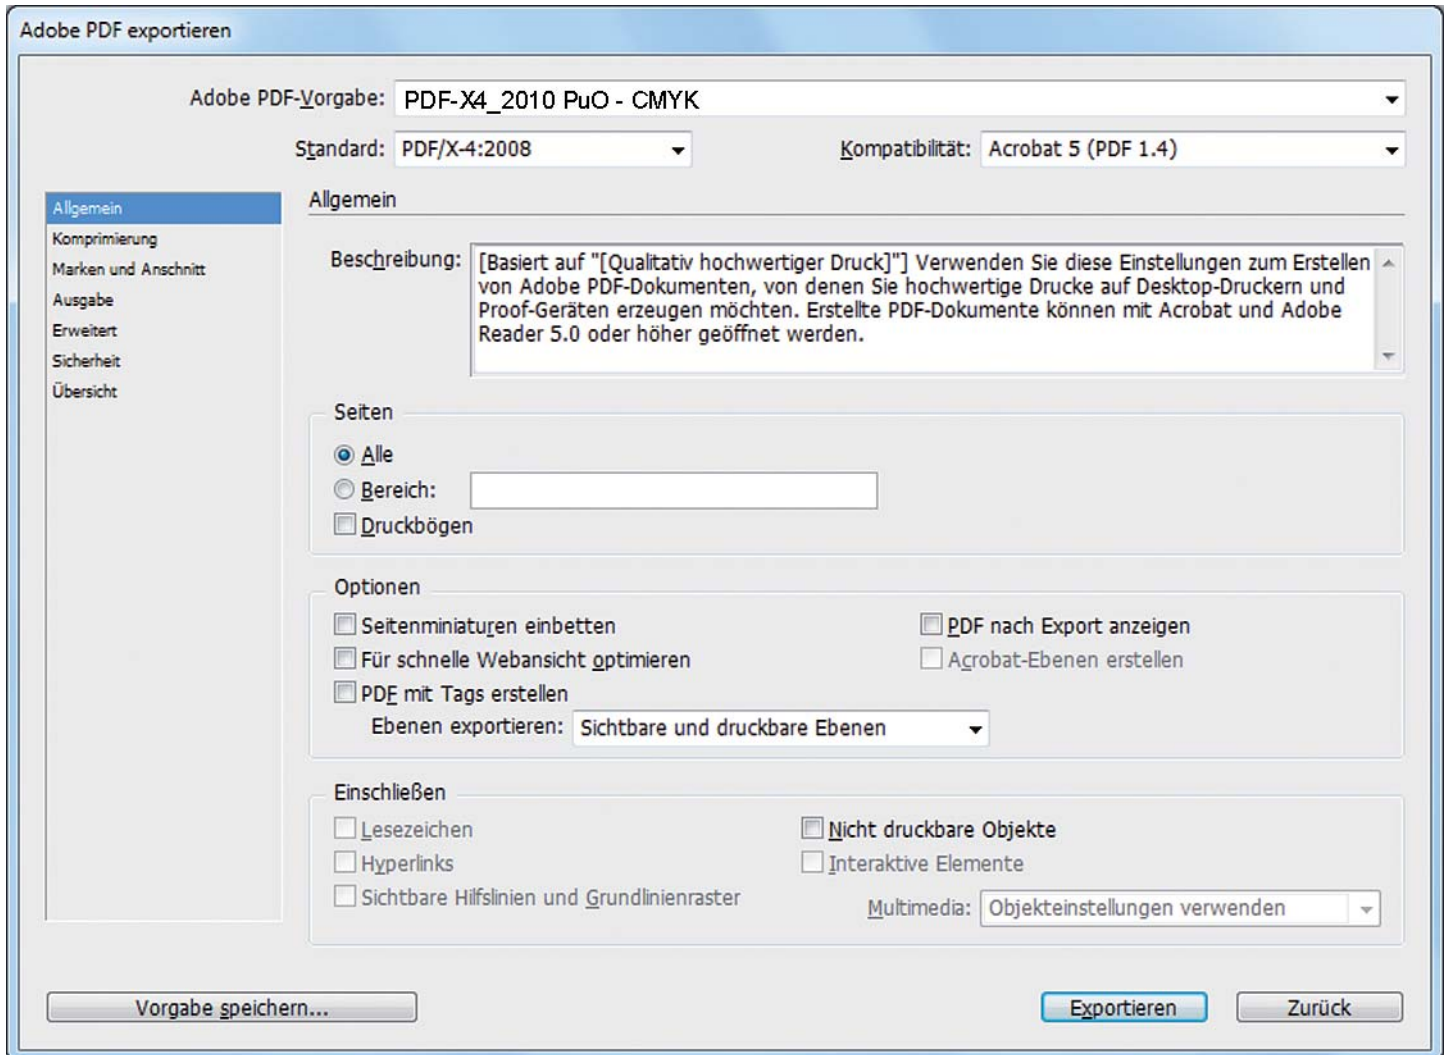 Adobe PDF exportieren
Adobe PDF-Vorgabe: PDF-X4_2010 PuO - CMYK
Standard: PDF/X-4:2008 Kompatibilität: Acrobat 5 (PDF 1.4)
Allgemein
Komprimierung
Marken und Anschnitt
Ausgabe
Erweitert
Sicherheit
Übersicht
Allgemein
Beschreibung: [Basiert auf "[Qualitativ hochwertiger Druck]"] Verwenden Sie diese Einstellungen zum Erstellen
von Adobe PDF-Dokumenten, von denen Sie hochwertige Drucke auf Desktop-Druckern und
Proof-Geräten erzeugen möchten. Erstellte PDF-Dokumente können mit Acrobat und Adobe
Reader 5.0 oder höher geöffnet werden.
Seiten
Alle
Bereich:
Druckbögen
Optionen
Seitenminiaturen einbetten PDF nach Export anzeigen
Für schnelle Webansicht optimieren Acrobat-Ebenen erstellen
PDF mit Tags erstellen
Ebenen exportieren: Sichtbare und druckbare Ebenen
Einschließen
Lesezeichen Nicht druckbare Objekte
Hyperlinks Interaktive Elemente
Sichtbare Hilfslinien und Grundlinienraster Multimedia: Objekteinstellungen verwenden
Vorgabe speichern... Exportieren Zurück